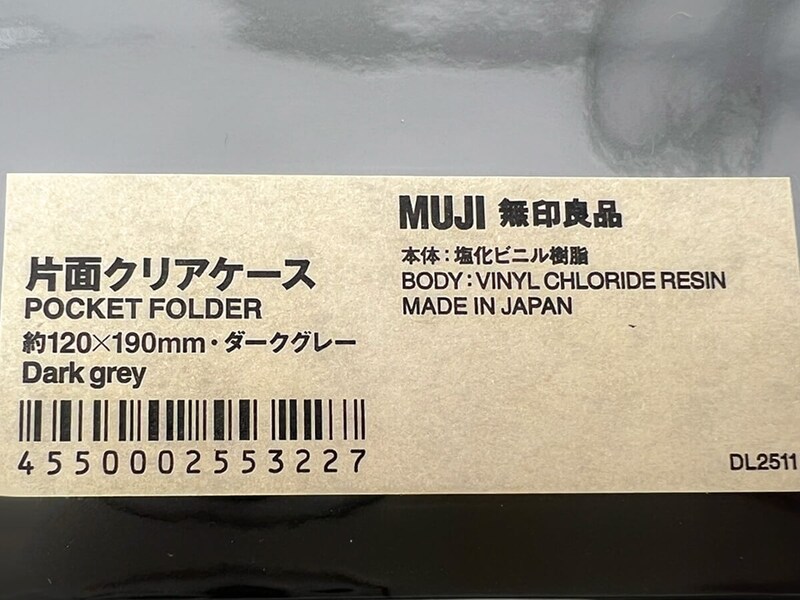 片面クリアケース
POCKET FOLDER
約120×190mm・ダークグレー
Dark grey
4550002553227
MUJI 無印良品
本体:塩化ビニル樹脂
BODY:VINYL CHLORIDE RESIN
MADE IN JAPAN
DL2511